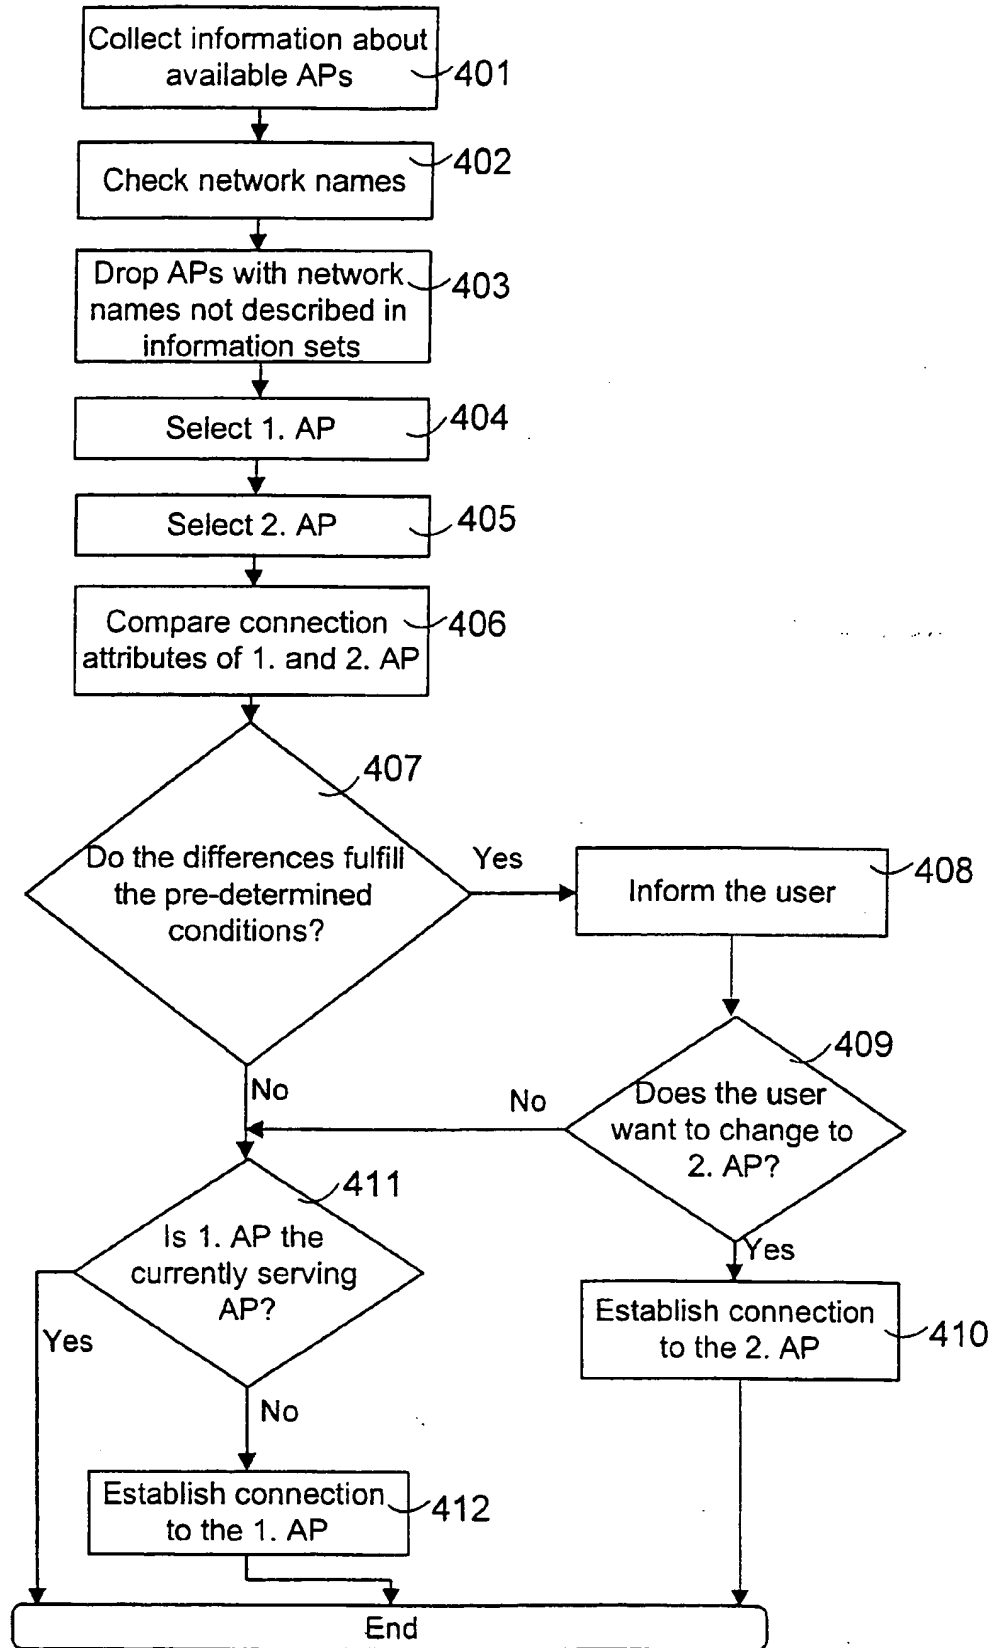 Collect information about
available APs
401
Check network names
402
Drop APs with network
names not described in
information sets
403
Select 1. AP
404
Select 2. AP
405
Compare connection
attributes of 1. and 2. AP
406
407
Do the differences fulfill
the pre-determined
conditions?
Yes
Inform the user
408
409
No
No
Does the user
want to change to
2. AP?
411
Is 1. AP the
currently serving
AP?
Yes
Yes
Establish connection
to the 2. AP
410
No
Establish connection
to the 1. AP
412
End